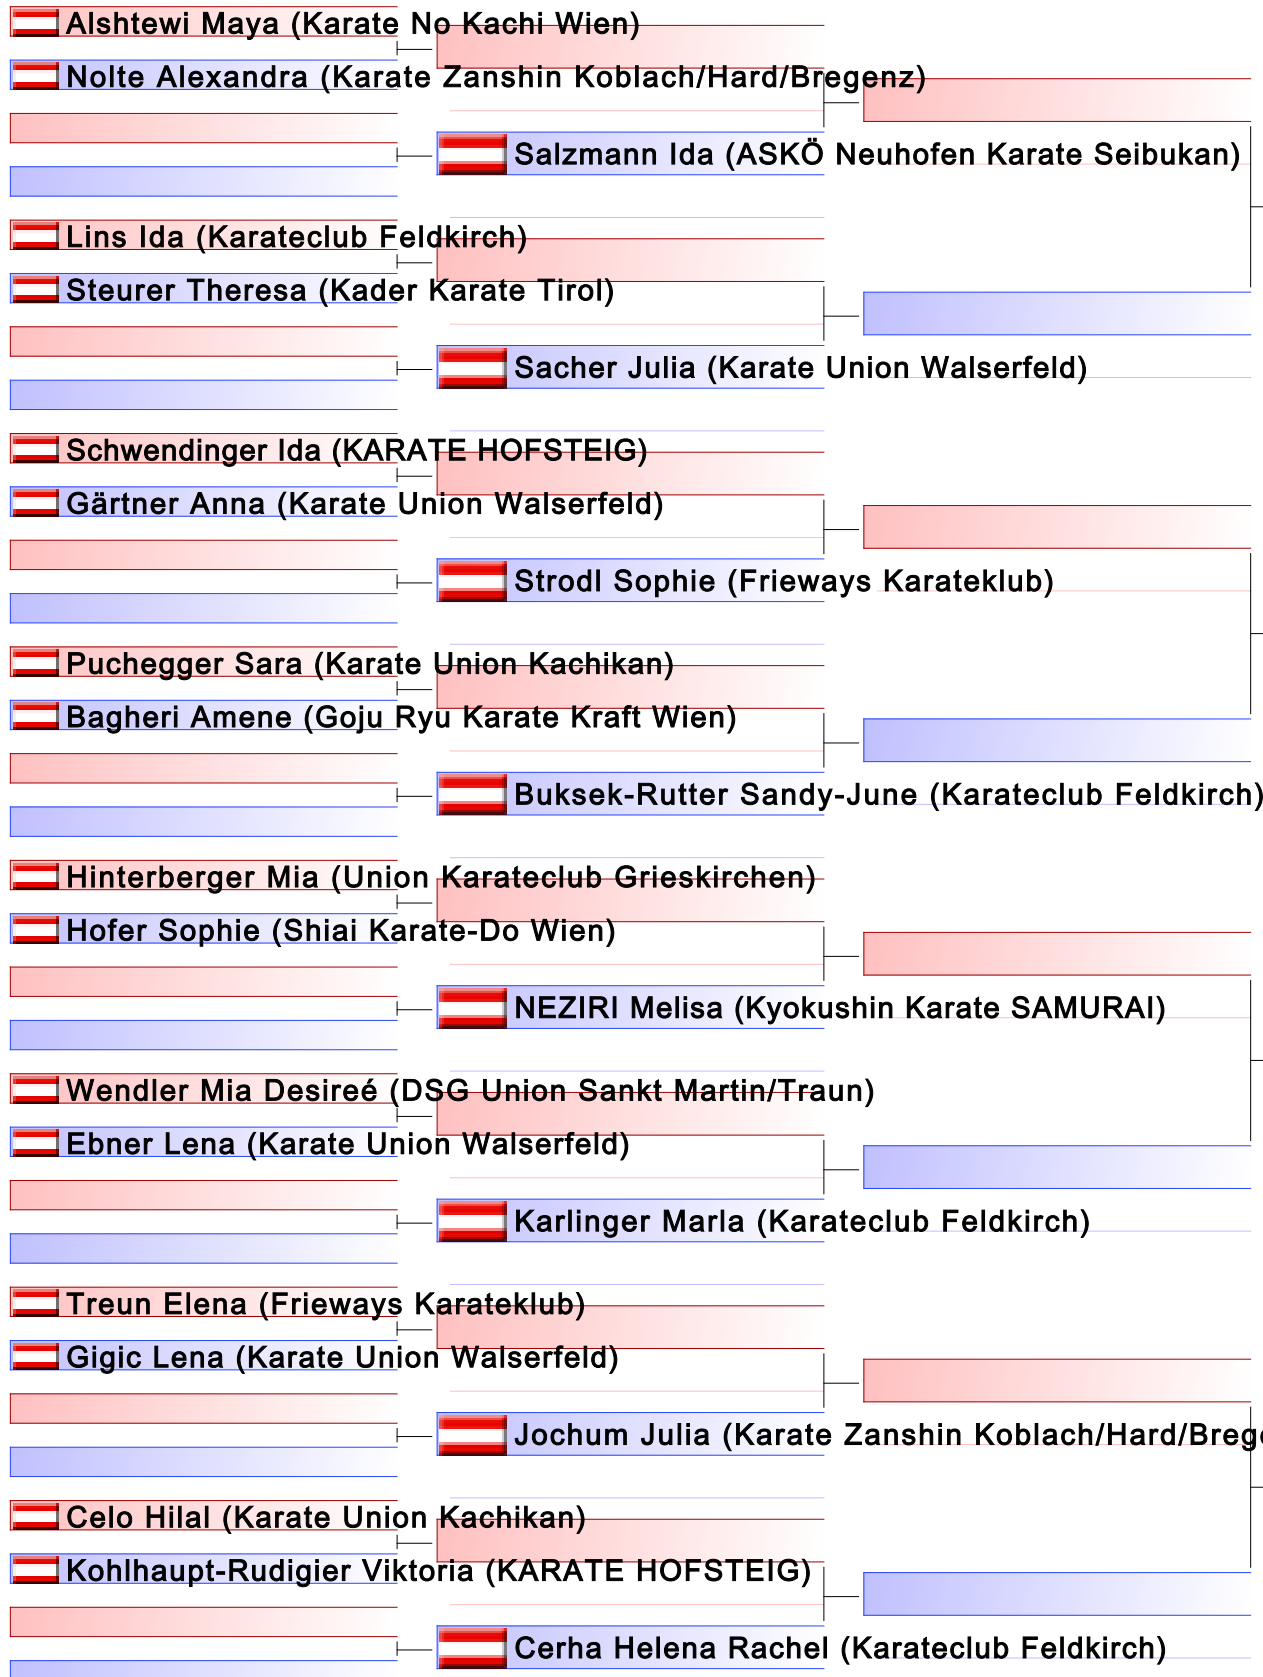 Alshtewi Maya (Karate No Kachi Wien)
Nolte Alexandra (Karate Zanshin Koblach/Hard/Bregenz)
Salzmann Ida (ASKÖ Neuhofen Karate Seibukan)
Lins Ida (Karateclub Feldkirch)
Steurer Theresa (Kader Karate Tirol)
Sacher Julia (Karate Union Walserfeld)
Schwendinger Ida (KARATE HOFSTEIG)
Gärtner Anna (Karate Union Walserfeld)
Strodl Sophie (Frieways Karateklub)
Puchegger Sara (Karate Union Kachikan)
Bagheri Amene (Goju Ryu Karate Kraft Wien)
Buksek-Rutter Sandy-June (Karateclub Feldkirch)
Hinterberger Mia (Union Karateclub Grieskirchen)
Hofer Sophie (Shiai Karate-Do Wien)
NEZIRI Melisa (Kyokushin Karate SAMURAI)
Wendler Mia Desireé (DSG Union Sankt Martin/Traun)
Ebner Lena (Karate Union Walserfeld)
Karlinger Marla (Karateclub Feldkirch)
Treun Elena (Frieways Karateklub)
Gigic Lena (Karate Union Walserfeld)
Jochum Julia (Karate Zanshin Koblach/Hard/Brег
Celo Hilal (Karate Union Kachikan)
Kohlhaupt-Rudigier Viktoria (KARATE HOFSTEIG)
Cerha Helena Rachel (Karateclub Feldkirch)